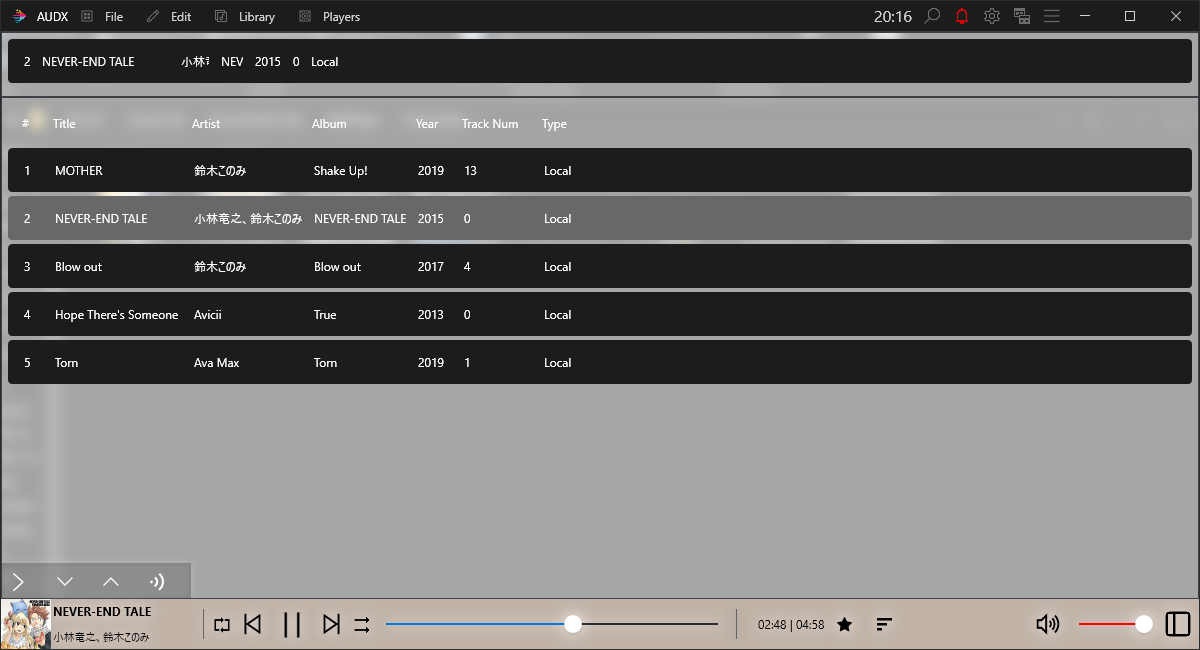 AUDX File Edit Library Players 20:16
2 NEVER-END TALE 小林 NEV 2015 0 Local
# Title Artist Album Year Track Num Type
1 MOTHER 鈴木このみ Shake Up! 2019 13 Local
2 NEVER-END TALE 小林竜之、鈴木このみ NEVER-END TALE 2015 0 Local
3 Blow out 鈴木このみ Blow out 2017 4 Local
4 Hope There's Someone Avicii True 2013 0 Local
5 Torn Ava Max Torn 2019 1 Local
NEVER-END TALE
小林竜之、鈴木このみ
02:48 | 04:58